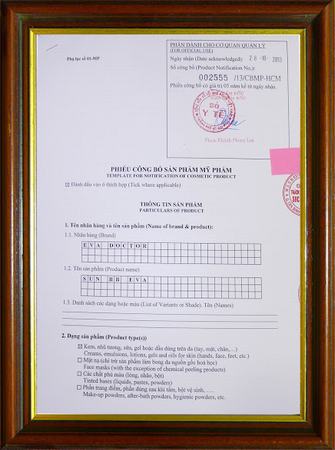 Phụ lục số 01-MP
PHẦN DÀNH CHO CƠ QUAN QUẢN LÝ
(FOR OFFICIAL USE)
Ngày nhận (Date acknowledged): 28 -10- 2013
Số công bố (Product Notification No.):
002555 /13/CBMP-HCM
Phiếu công bố có giá trị 05 năm kể từ ngày nhận.
SỞ
Y TẾ
PHIẾU CÔNG BỐ SẢN PHẨM MỸ PHẨM
TEMPLATE FOR NOTIFICATION OF COSMETIC PRODUCT
☒ Đánh dấu vào ô thích hợp (Tick where applicable)
THÔNG TIN SẢN PHẨM
PARTICULARS OF PRODUCT
1. Tên nhãn hàng và tên sản phẩm (Name of brand & product):
1.1. Nhãn hàng (Brand)
EVA DOCTOR
1.2. Tên sản phẩm (Product name)
SUN BB EVA
1.3. Danh sách các dạng hoặc màu (List of Variants or Shade). Tên (Names)
2. Dạng sản phẩm (Product type(s))
☒ Kem, nhũ tương, sữa, gel hoặc dầu dùng trên da (tay, mặt, chân,...)
Creams, emulsions, lotions, gels and oils for skin (hands, face, feet, etc.)
□ Mặt nạ (chỉ trừ sản phẩm làm bong da nguồn gốc hoá học)
Face masks (with the exception of chemical peeling products)
□ Các chất phủ màu (lỏng, nhão, bột)
Tinted bases (liquids, pastes, powders)
□ Phấn trang điểm, phấn dùng sau khi tắm, bột vệ sinh, ....
Make-up powders, after-bath powders, hygienic powders, etc.